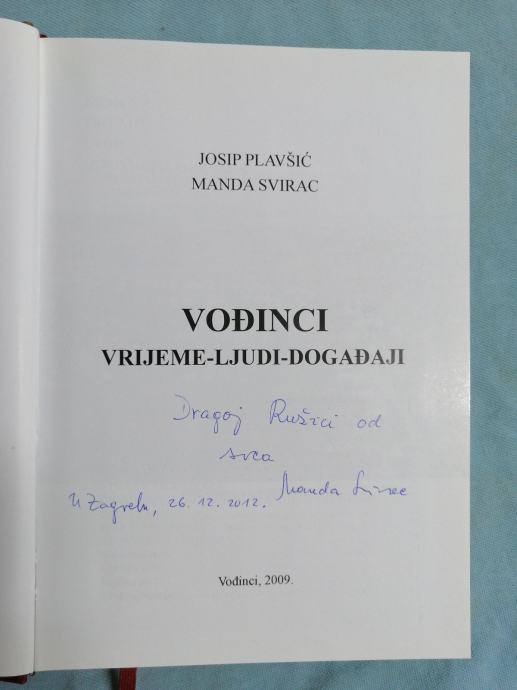 JOSIP PLAVŠIĆ
MANDA SVIRAC
VOĐINCI
VRIJEME-LJUDI-DOGAĐAJI
Dragoj Ružici od
srca
U Zagrebu, 26.12.2012. Manda Svirac
Vođinci, 2009.